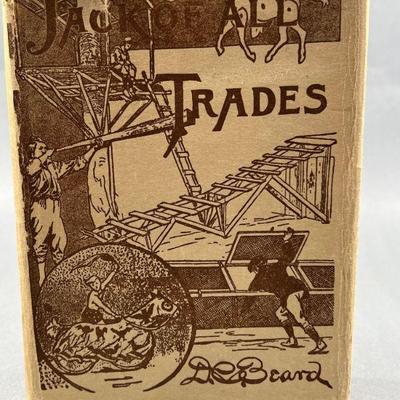 JACK OF ALL
TRADES
D.C. Beard